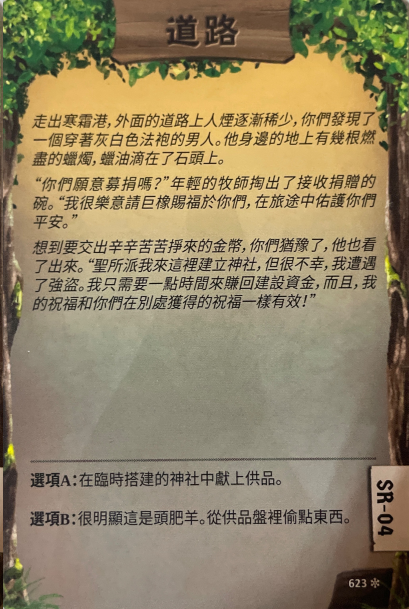 道路
走出寒霜港，外面的道路上人煙逐漸稀少，你們發現了
一個穿著灰白色法袍的男人。他身邊的地上有幾根燃
盡的蠟燭，蠟油滴在了石頭上。
“你們願意募捐嗎？”年輕的牧師掏出了接收捐贈的
碗。“我很樂意請巨橡賜福於你們，在旅途中佑護你們
平安。”
想到要交出辛辛苦苦掙來的金幣，你們猶豫了，他也看
了出來。“聖所派我來這裡建立神社，但很不幸，我遭遇
了強盜。我只需要一點時間來賺回建設資金，而且，我
的祝福和你們在別處獲得的祝福一樣有效！”
選項A：在臨時搭建的神社中獻上供品。
選項B：很明顯這是頭肥羊。從供品盤裡偷點東西。
SR-04
623